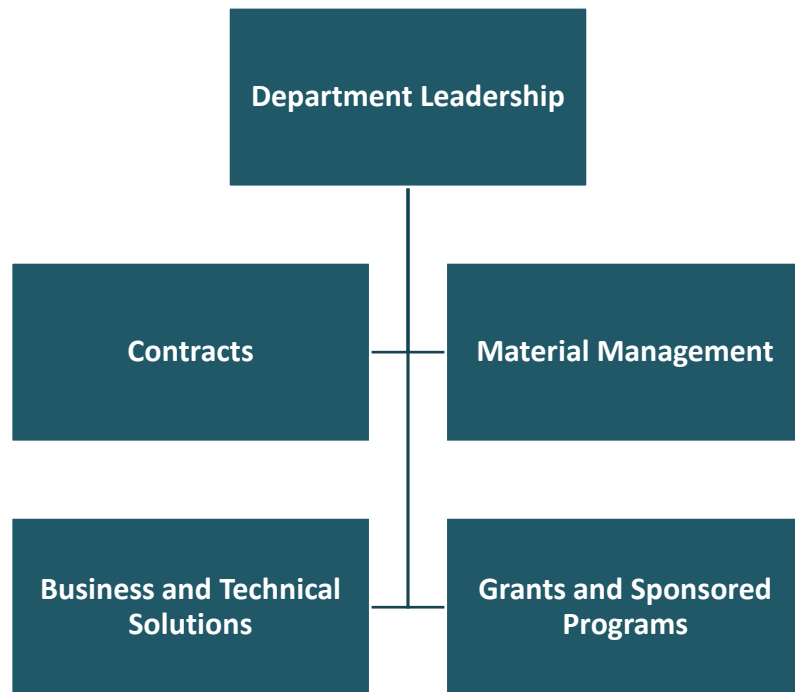 Department Leadership
Contracts
Material Management
Business and Technical
Solutions
Grants and Sponsored
Programs